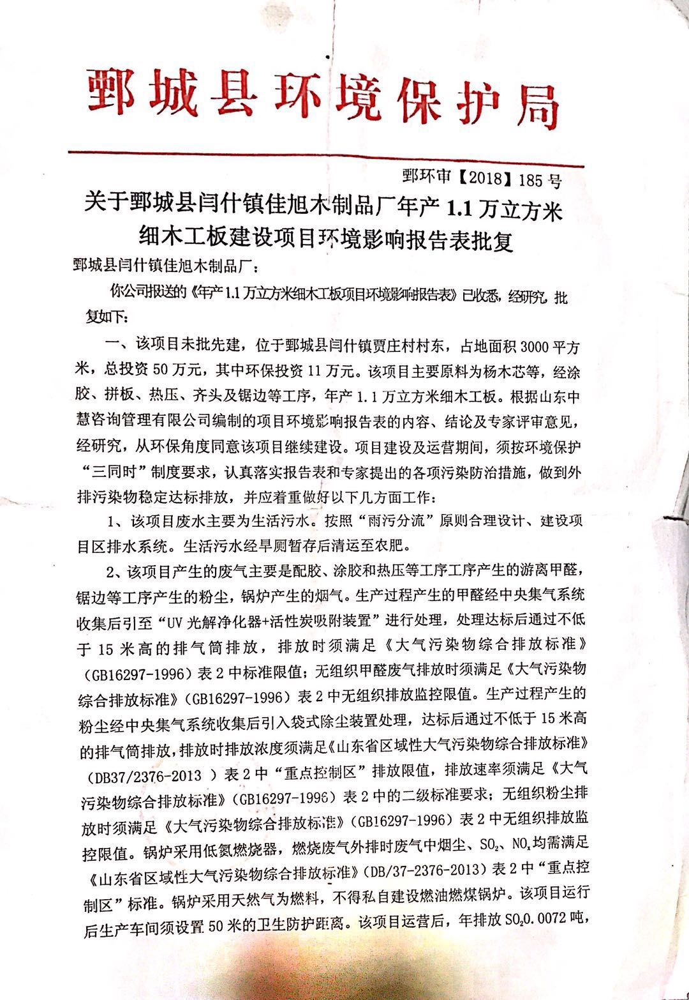 鄄城县环境保护局
鄄环审【2018】185号
关于鄄城县闫什镇佳旭木制品厂年产1.1万立方米
细木工板建设项目环境影响报告表批复
鄄城县闫什镇佳旭木制品厂：
你公司报送的《年产1.1万立方米细木工板项目环境影响报告表》已收悉，经研究，批
复如下：
一、该项目未批先建，位于鄄城县闫什镇贾庄村村东，占地面积3000平方
米，总投资50万元，其中环保投资11万元。该项目主要原料为杨木芯等，经涂
胶、拼板、热压、齐头及锯边等工序，年产1.1万立方米细木工板。根据山东中
慧咨询管理有限公司编制的项目环境影响报告表的内容、结论及专家评审意见，
经研究，从环保角度同意该项目继续建设。项目建设及运营期间，须按环境保护
“三同时”制度要求，认真落实报告表和专家提出的各项污染防治措施，做到外
排污染物稳定达标排放，并应着重做好以下几方面工作：
1、该项目废水主要为生活污水。按照“雨污分流”原则合理设计、建设项
目区排水系统。生活污水经旱厕暂存后清运至农肥。
2、该项目产生的废气主要是配胶、涂胶和热压等工序工序产生的游离甲醛，
锯边等工序产生的粉尘，锅炉产生的烟气。生产过程产生的甲醛经中央集气系统
收集后引至“UV光解净化器+活性炭吸附装置”进行处理，处理达标后通过不低
于15米高的排气筒排放，排放时须满足《大气污染物综合排放标准》
（GB16297-1996）表2中标准限值；无组织甲醛废气排放时须满足《大气污染物
综合排放标准》（GB16297-1996）表2中无组织排放监控限值。生产过程产生的
粉尘经中央集气系统收集后引入袋式除尘装置处理，达标后通过不低于15米高
的排气筒排放，排放时排放浓度须满足《山东省区域性大气污染物综合排放标准》
（DB37/2376-2013 ）表2中“重点控制区”排放限值，排放速率须满足《大气
污染物综合排放标准》（GB16297-1996）表2中的二级标准要求；无组织粉尘排
放时须满足《大气污染物综合排放标准》（GB16297-1996）表2中无组织排放监
控限值。锅炉采用低氮燃烧器，燃烧废气外排时废气中烟尘、SO₂、NOₓ均需满足
《山东省区域性大气污染物综合排放标准》（DB/37-2376-2013）表2中“重点控
制区”标准。锅炉采用天然气为燃料，不得私自建设燃油燃煤锅炉。该项目运行
后生产车间须设置50米的卫生防护距离。该项目运营后，年排放SO₂0.0072吨，